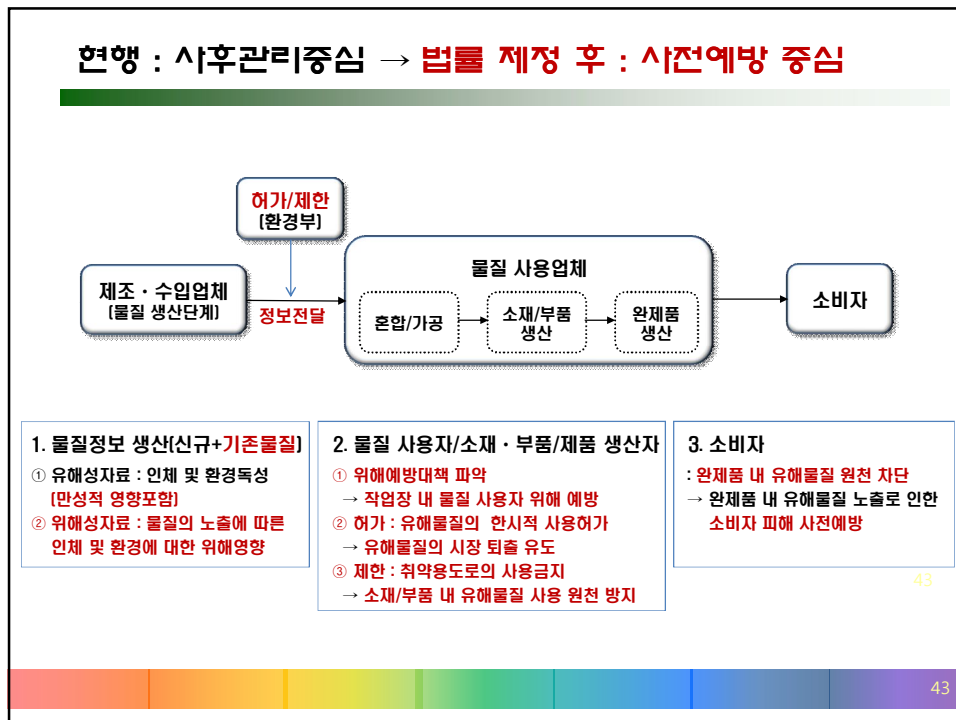 현행 : 사후관리중심 → 법률 제정 후 : 사전예방 중심
허가/제한
(환경부)
물질 사용업체
제조・수입업체
(물질 생산단계)
정보전달
혼합/가공
소재/부품
생산
완제품
생산
소비자
1. 물질정보 생산(신규+기존물질)
① 유해성자료 : 인체 및 환경독성
(만성적 영향포함)
② 위해성자료 : 물질의 노출에 따른
인체 및 환경에 대한 위해영향
2. 물질 사용자/소재・부품/제품 생산자
① 위해예방대책 파악
→ 작업장 내 물질 사용자 위해 예방
② 허가 : 유해물질의 한시적 사용허가
→ 유해물질의 시장 퇴출 유도
③ 제한 : 취약용도로의 사용금지
→ 소재/부품 내 유해물질 사용 원천 방지
3. 소비자
: 완제품 내 유해물질 원천 차단
→ 완제품 내 유해물질 노출로 인한
소비자 피해 사전예방
43
43